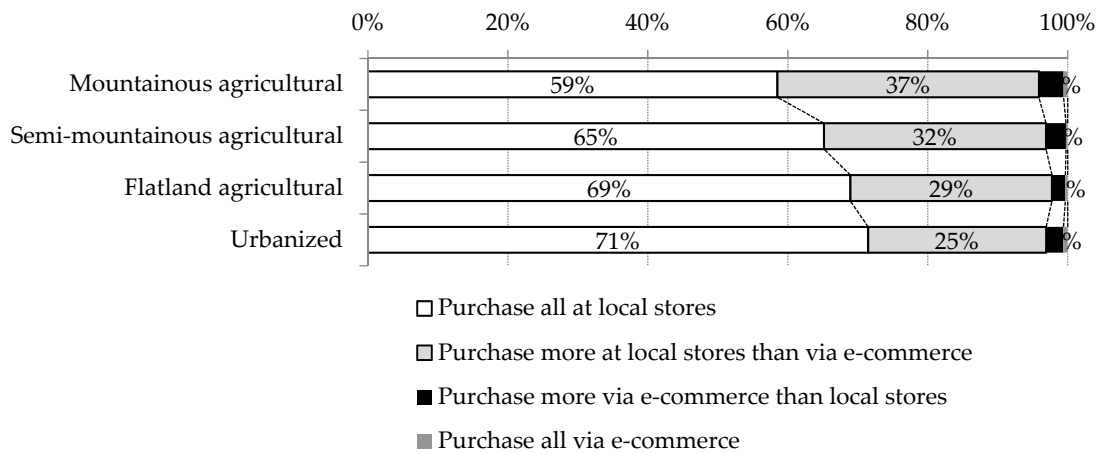 0% 20% 40% 60% 80% 100%
Mountainous agricultural 59% 37% %
Semi-mountainous agricultural 65% 32% %
Flatland agricultural 69% 29% %
Urbanized 71% 25% %
Purchase all at local stores
Purchase more at local stores than via e-commerce
Purchase more via e-commerce than local stores
Purchase all via e-commerce